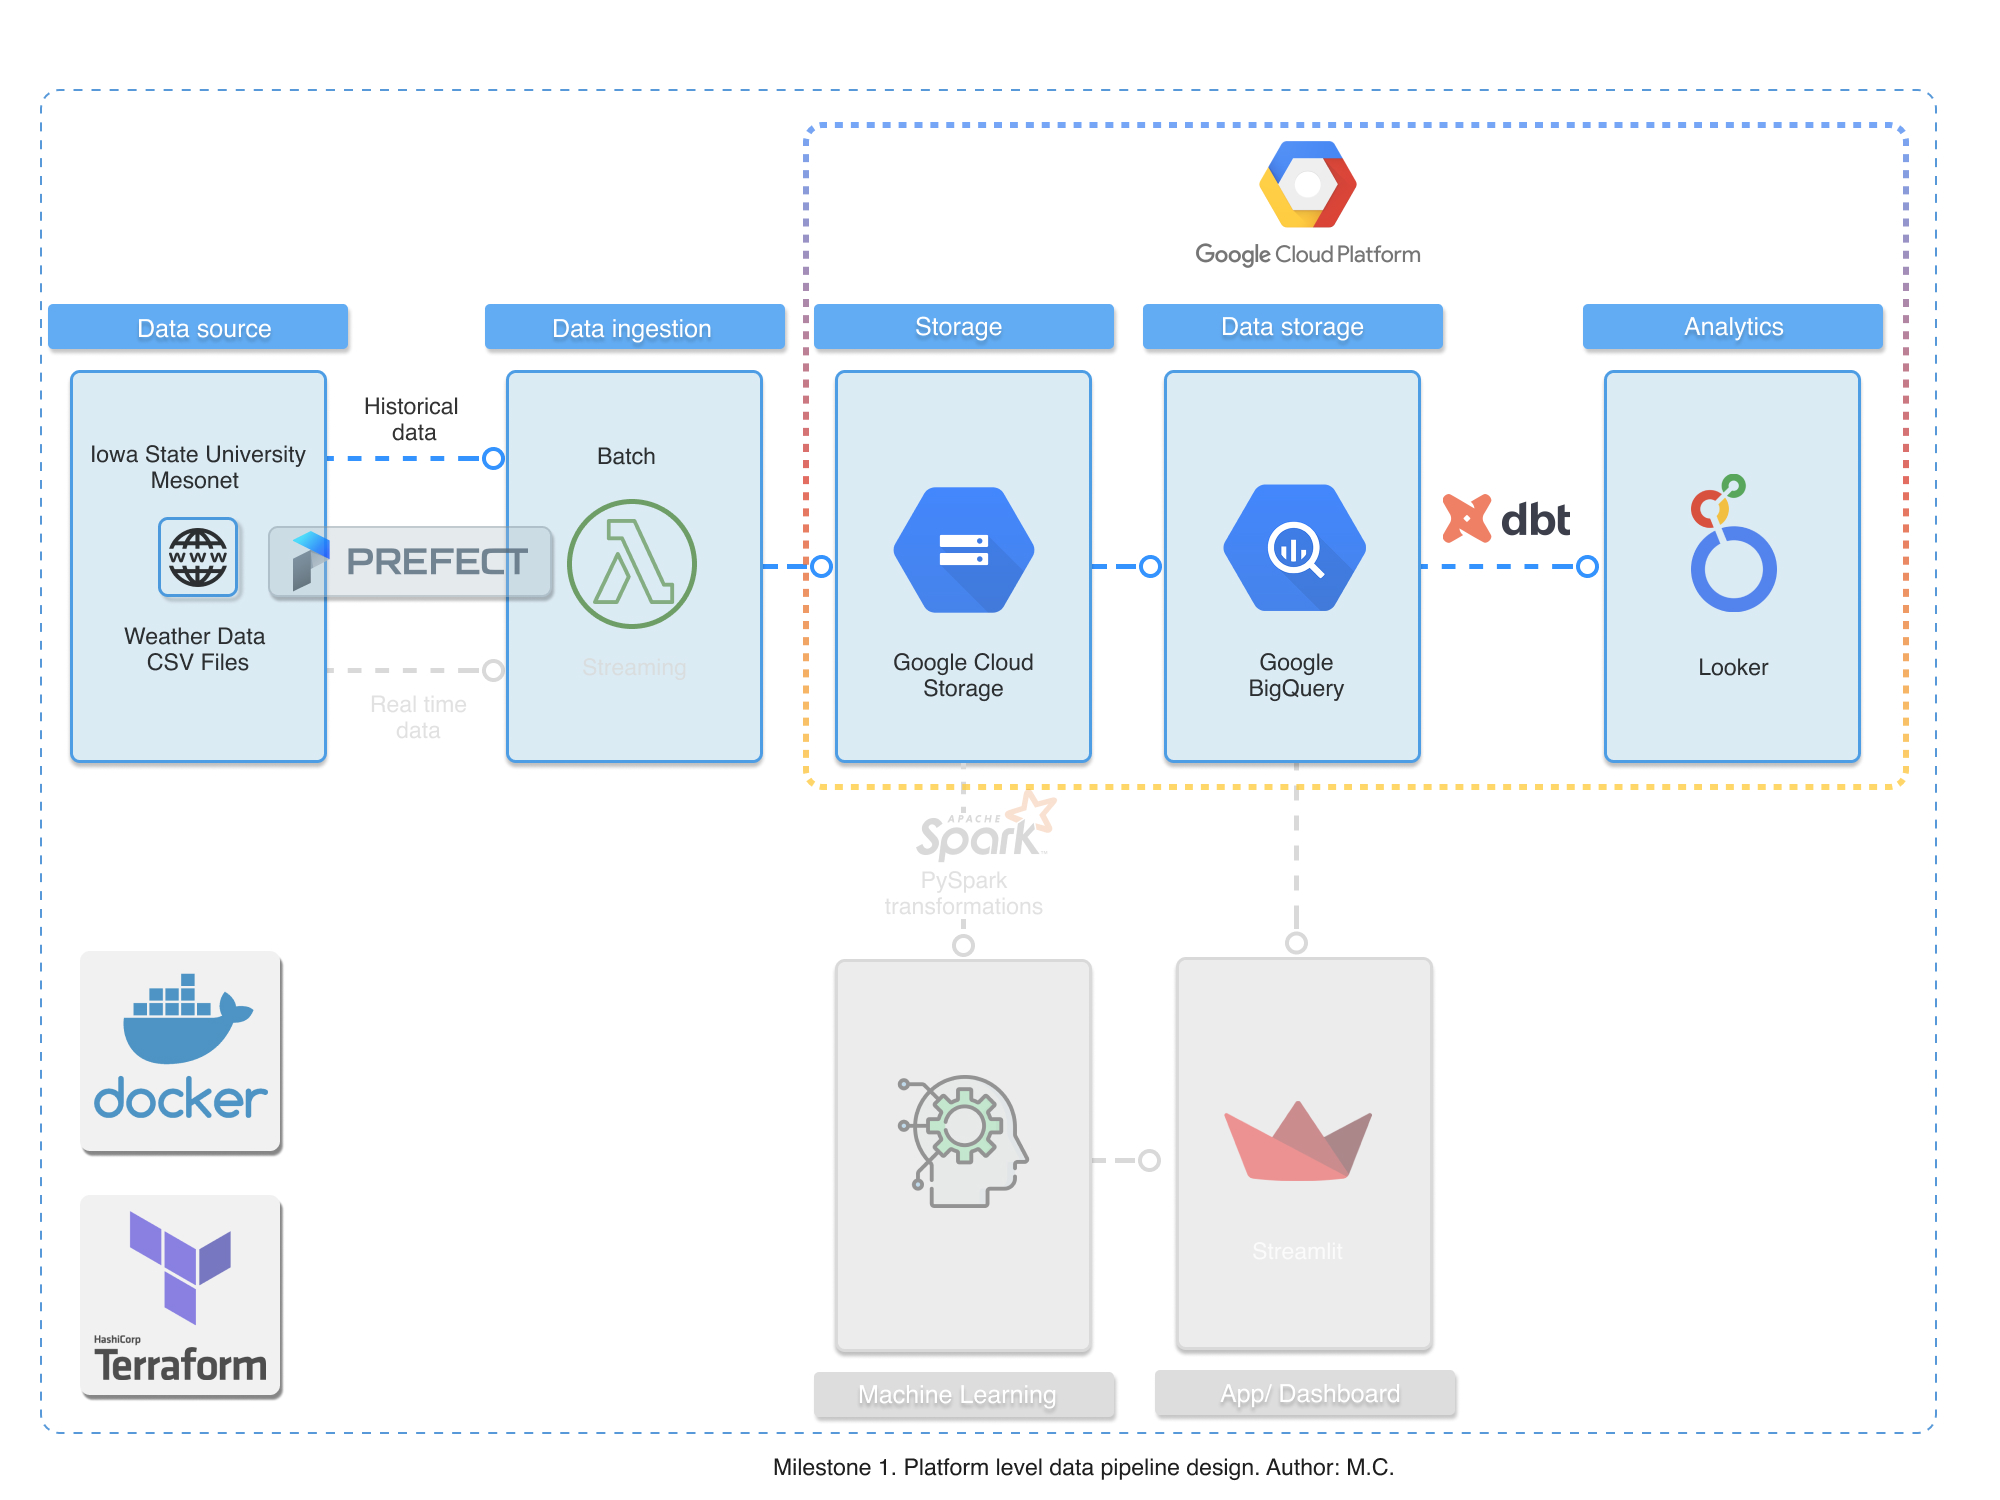 Google Cloud Platform
Data source
Data ingestion
Storage
Data storage
Analytics
Historical
data
Iowa State University
Mesonet
Batch
www
PREFECT
dbt
Weather Data
CSV Files
Streaming
Google Cloud
Storage
Google
BigQuery
Looker
Real time
data
APACHE
Spark
PySpark
transformations
docker
Streamlit
HashiCorp
Terraform
Machine Learning
App/ Dashboard
Milestone 1. Platform level data pipeline design. Author: M.C.